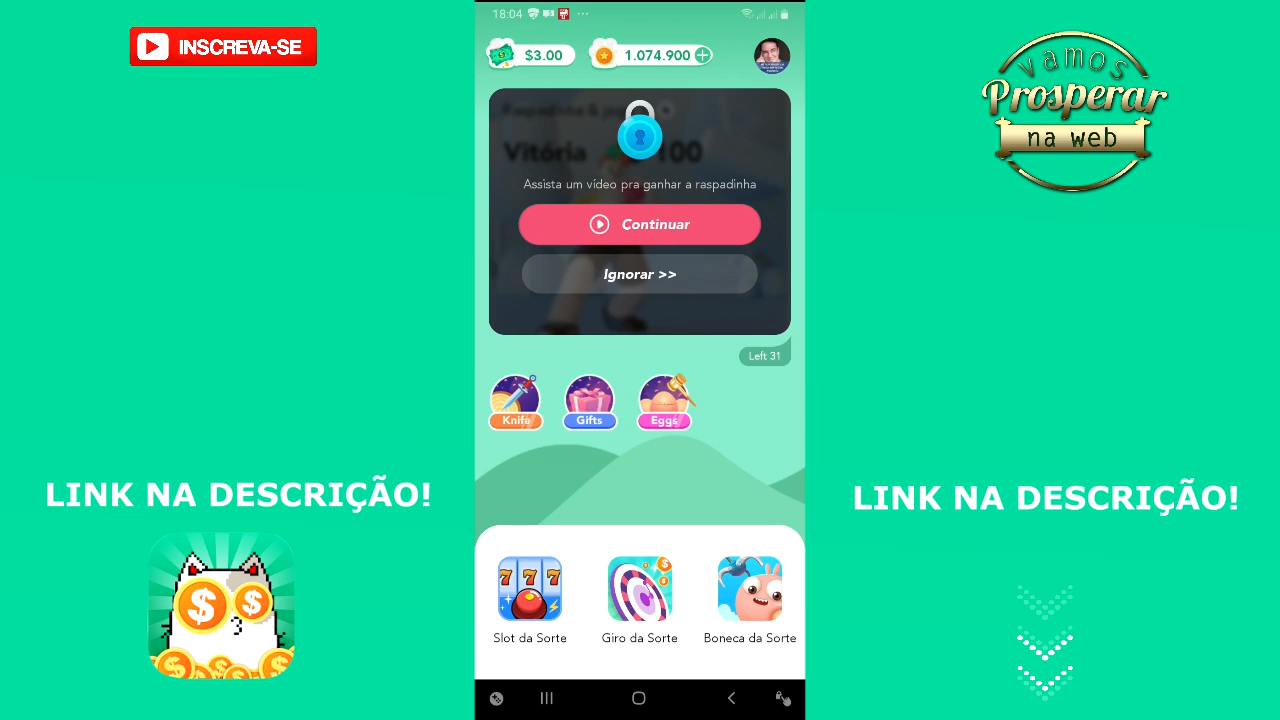 INSCREVA-SE
vamos
Prosperar
na web
18:04
$3.00
1.074.900
Vitória
100
Assista um vídeo pra ganhar a raspadinha
Continuar
Ignorar >>
Left 31
Knife
Gifts
Eggs
LINK NA DESCRIÇÃO!
LINK NA DESCRIÇÃO!
777
Slot da Sorte
Giro da Sorte
Boneca da Sorte